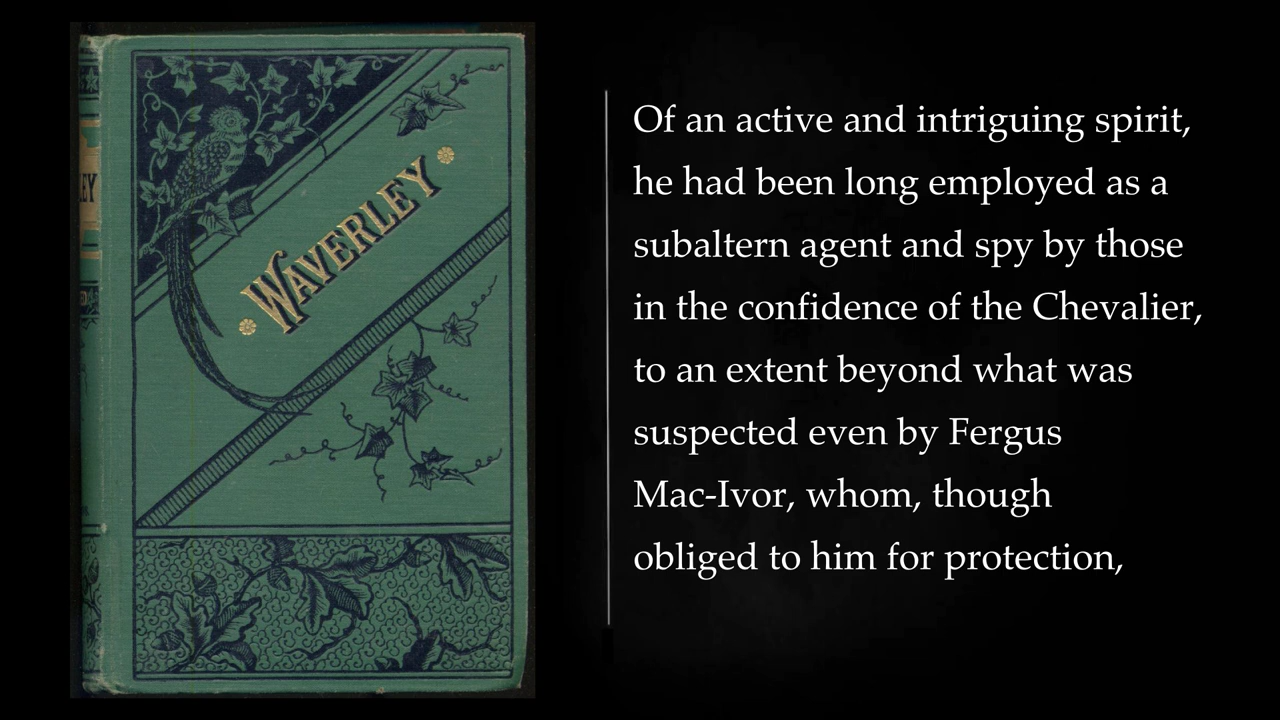 WAVERLEY
EY
Of an active and intriguing spirit,
he had been long employed as a
subaltern agent and spy by those
in the confidence of the Chevalier,
to an extent beyond what was
suspected even by Fergus
Mac-Ivor, whom, though
obliged to him for protection,